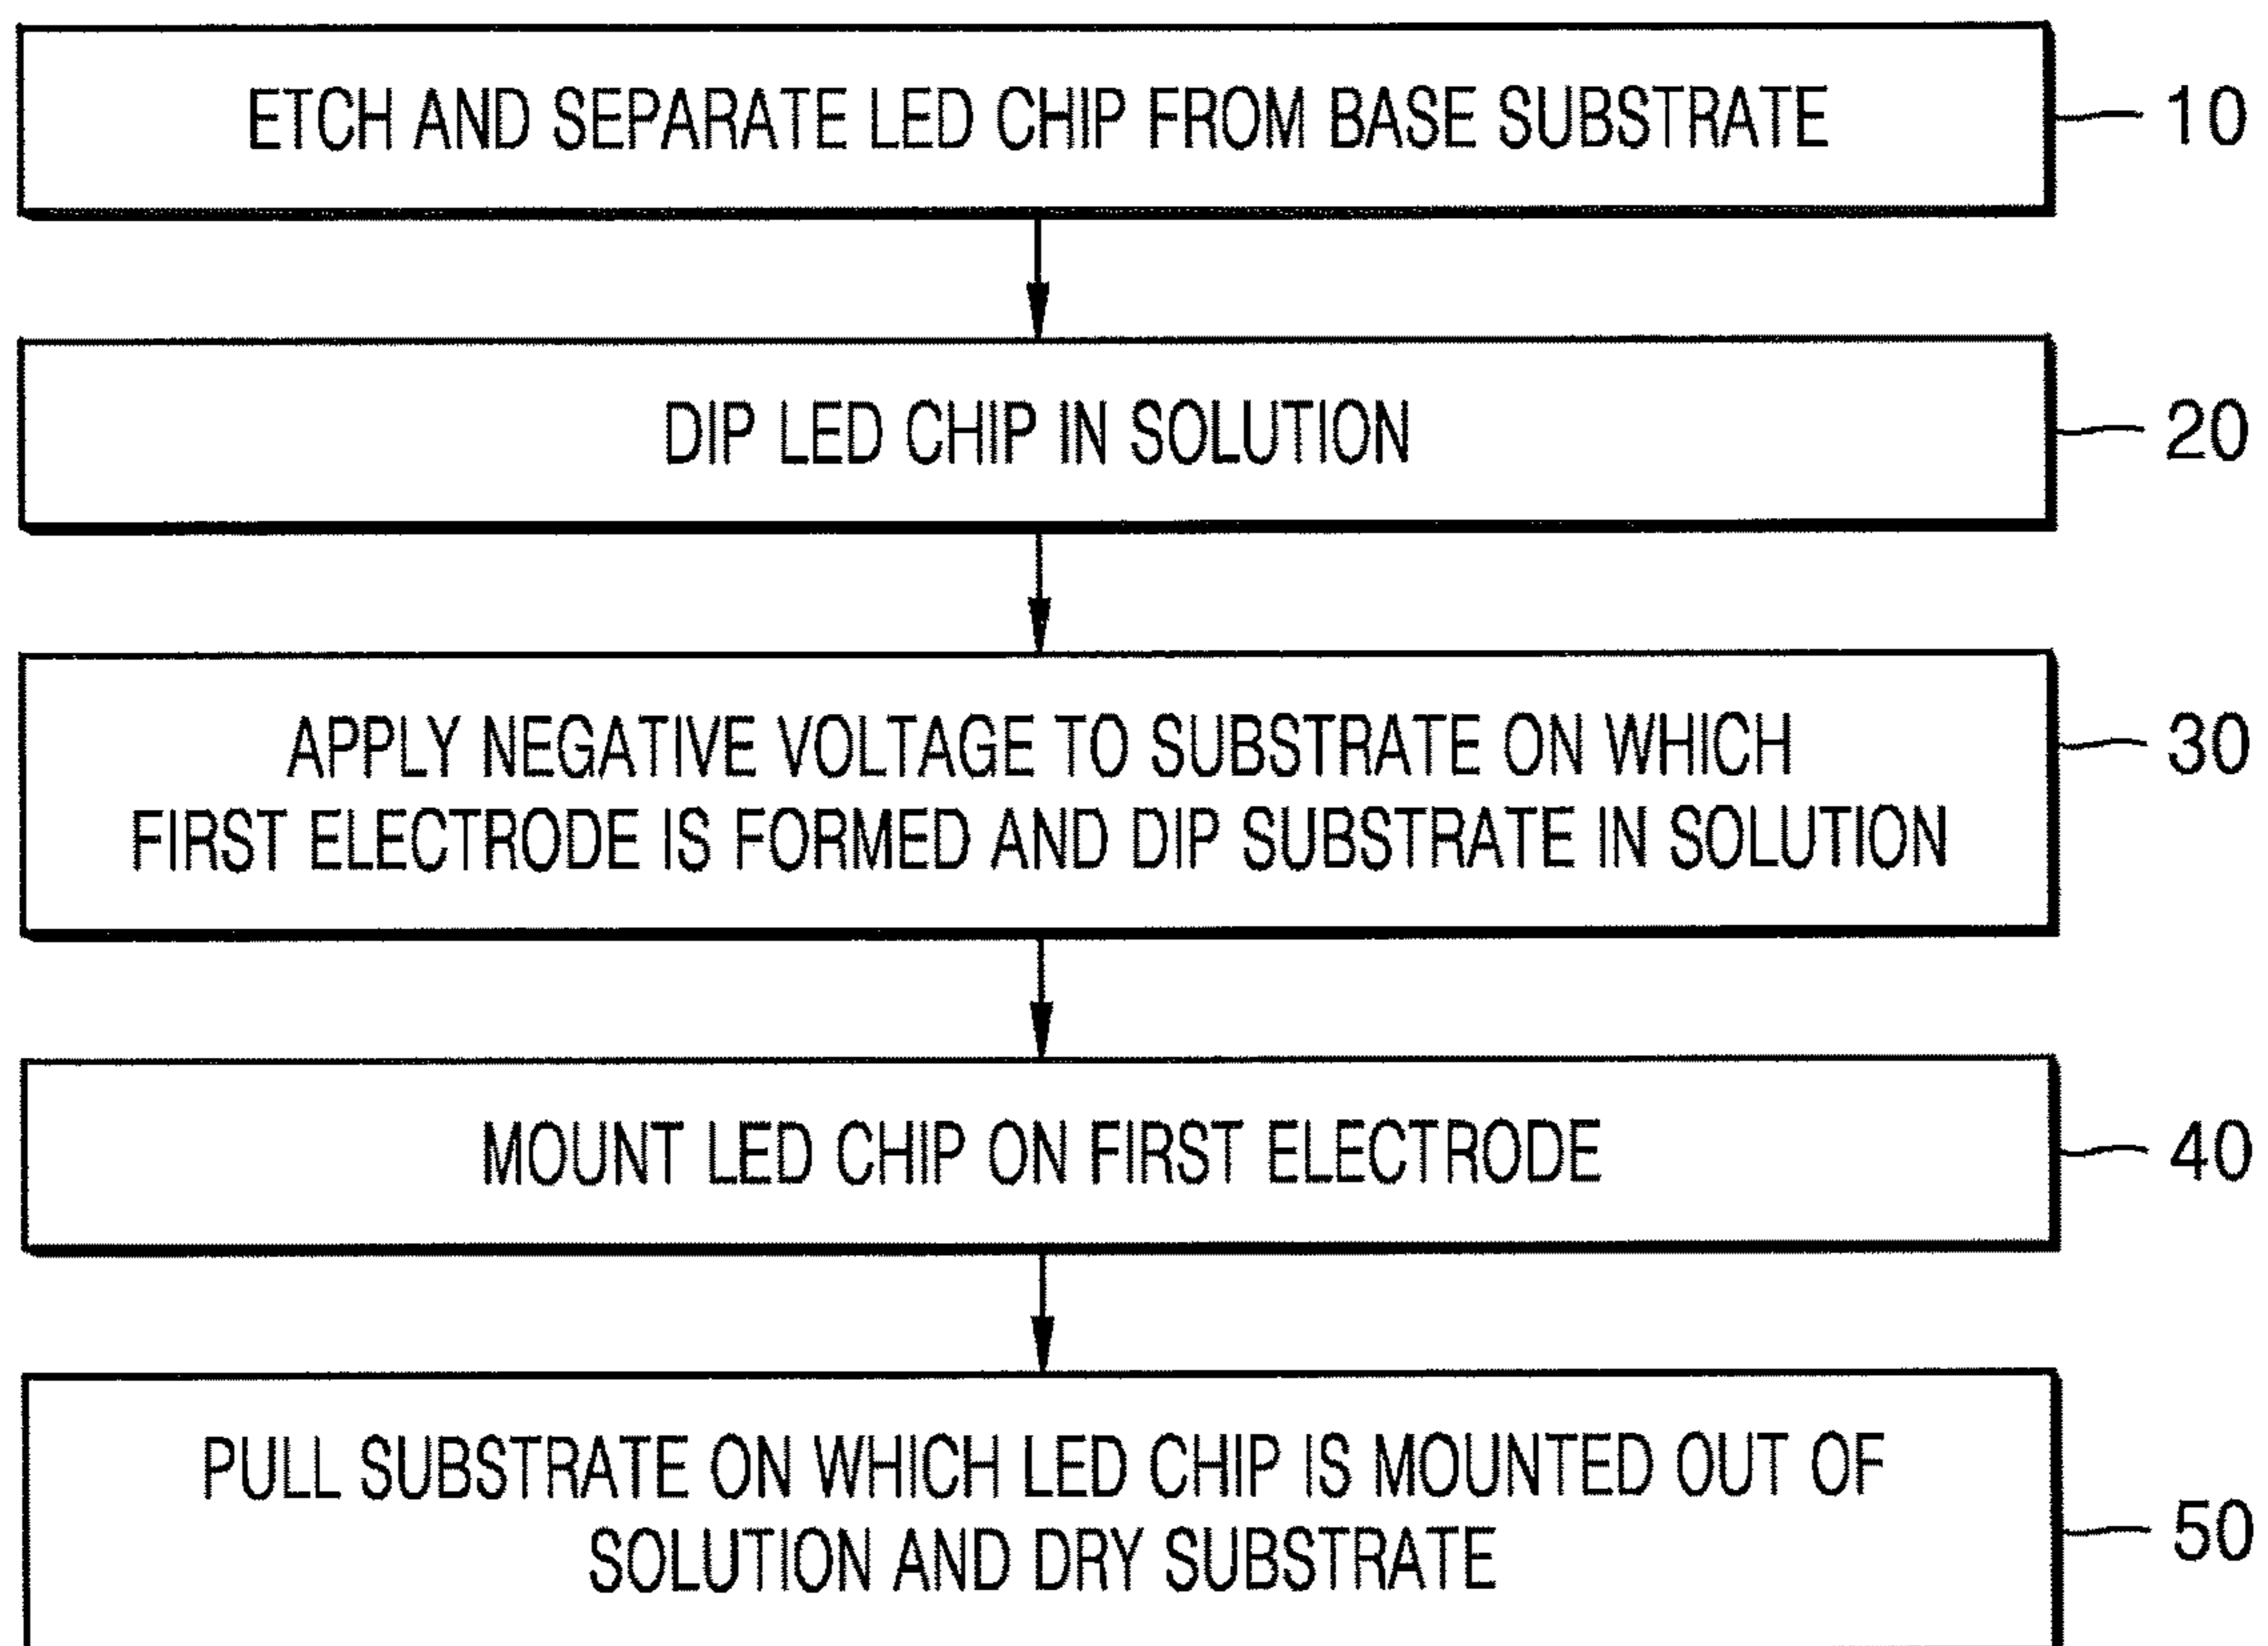 ETCH AND SEPARATE LED CHIP FROM BASE SUBSTRATE
10
DIP LED CHIP IN SOLUTION
20
APPLY NEGATIVE VOLTAGE TO SUBSTRATE ON WHICH
FIRST ELECTRODE IS FORMED AND DIP SUBSTRATE IN SOLUTION
30
MOUNT LED CHIP ON FIRST ELECTRODE
40
PULL SUBSTRATE ON WHICH LED CHIP IS MOUNTED OUT OF
SOLUTION AND DRY SUBSTRATE
50